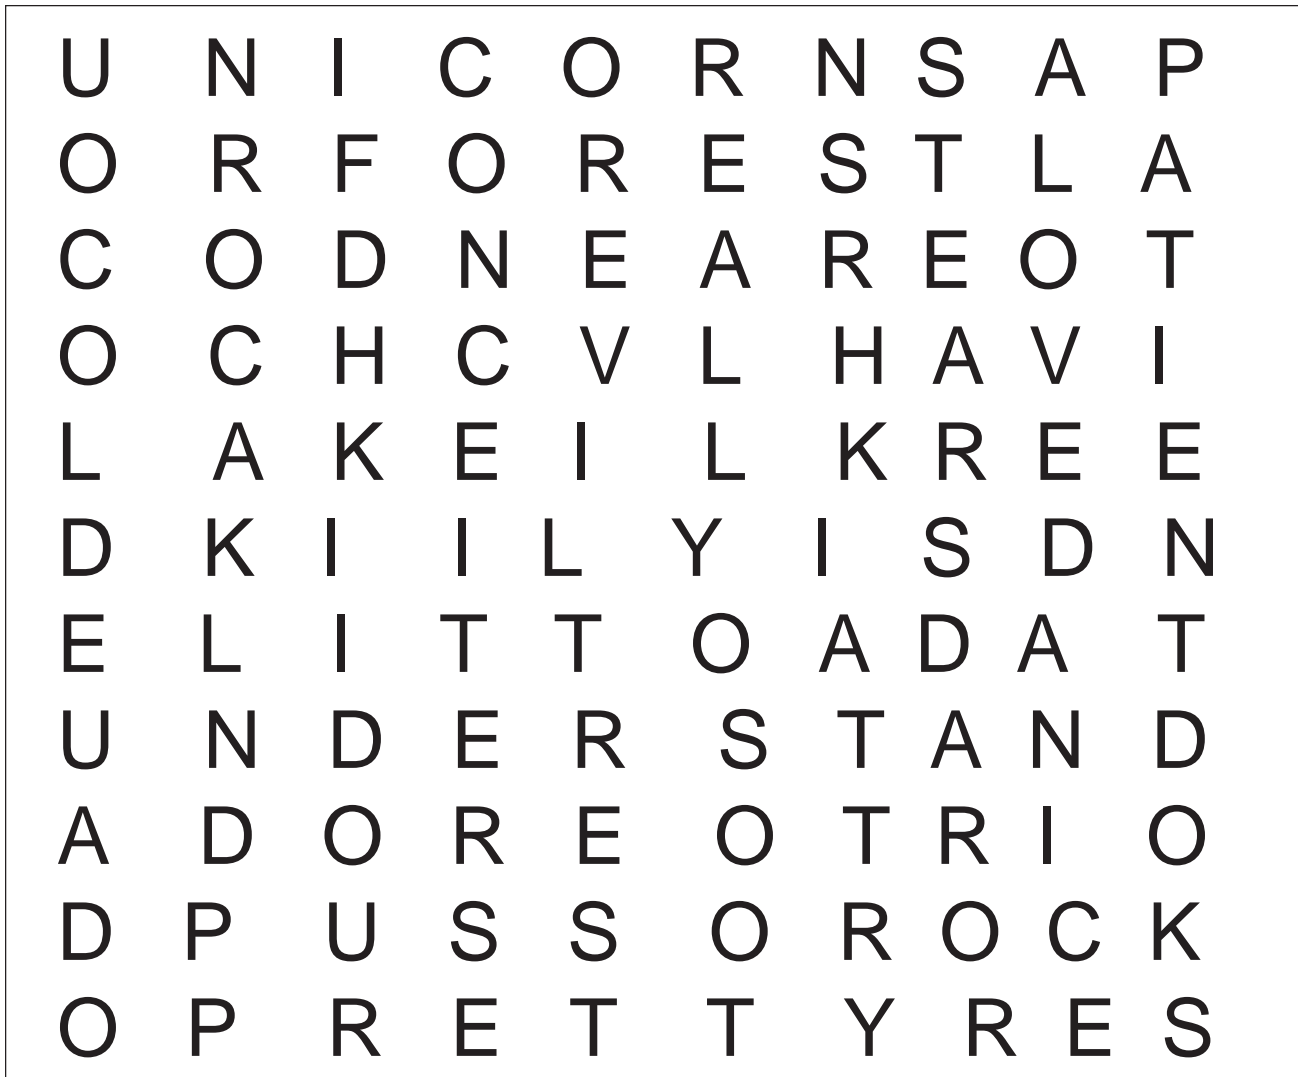 U N I C O R N S A P
O R F O R E S T L A
C O D N E A R E O T
O C H C V L H A V I
L A K E I L K R E E
D K I I L Y I S D N
E L I T T O A D A T
U N D E R S T A N D
A D O R E O T R I O
D P U S S O R O C K
O P R E T T Y R E S